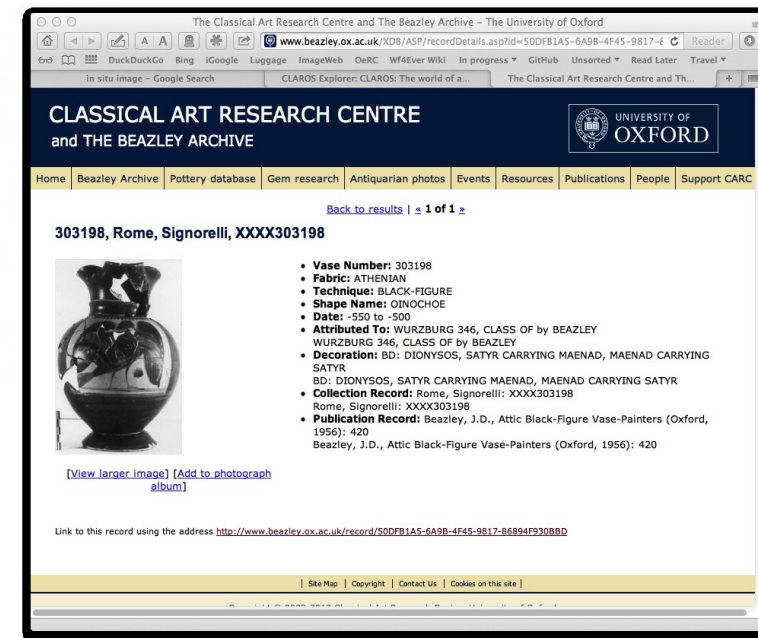 The Classical Art Research Centre and The Beazley Archive – The University of Oxford
A A
www.beazley.ox.ac.uk/XDB/ASP/recordDetails.asp?id=50DFB1A5-6A9B-4F45-9817-8
Reader
DuckDuckGo Bing iGoogle Luggage ImageWeb OeRC Wf4Ever Wiki In progress GitHub Unsorted Read Later Travel
in situ image – Google Search
CLAROS Explorer: CLAROS: The world of a...
The Classical Art Research Centre and Th...
CLASSICAL ART RESEARCH CENTRE
and THE BEAZLEY ARCHIVE
UNIVERSITY OF
OXFORD
Home Beazley Archive Pottery database Gem research Antiquarian photos Events Resources Publications People Support CARC
Back to results | « 1 of 1 »
303198, Rome, Signorelli, XXXX303198
• Vase Number: 303198
• Fabric: ATHENIAN
• Technique: BLACK-FIGURE
• Shape Name: OINOCHOE
• Date: -550 to -500
• Attributed To: WURZBURG 346, CLASS OF by BEAZLEY
WURZBURG 346, CLASS OF by BEAZLEY
• Decoration: BD: DIONYSOS, SATYR CARRYING MAENAD, MAENAD CARRYING
SATYR
BD: DIONYSOS, SATYR CARRYING MAENAD, MAENAD CARRYING SATYR
• Collection Record: Rome, Signorelli: XXXX303198
Rome, Signorelli: XXXX303198
• Publication Record: Beazley, J.D., Attic Black-Figure Vase-Painters (Oxford,
1956): 420
Beazley, J.D., Attic Black-Figure Vase-Painters (Oxford, 1956): 420
[View larger image] [Add to photograph
album]
Link to this record using the address http://www.beazley.ox.ac.uk/record/50DFB1A5-6A9B-4F45-9817-86894F930BBD
| Site Map | Copyright | Contact Us | Cookies on this site |